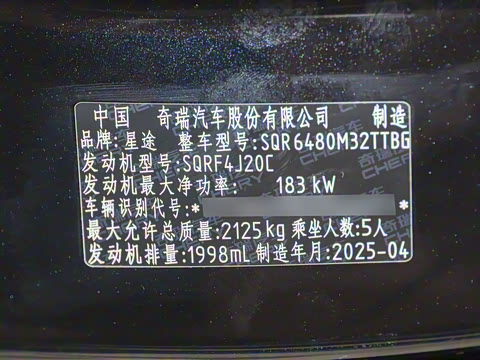 中国 奇瑞汽车股份有限公司 制造
品牌:星途 整车型号:SQR6480M32TTBG
发动机型号:SQRF4J20C
发动机最大净功率: 183 kW
车辆识别代号:* *
最大允许总质量:2125kg 乘坐人数:5人
发动机排量:1998mL 制造年月:2025-04